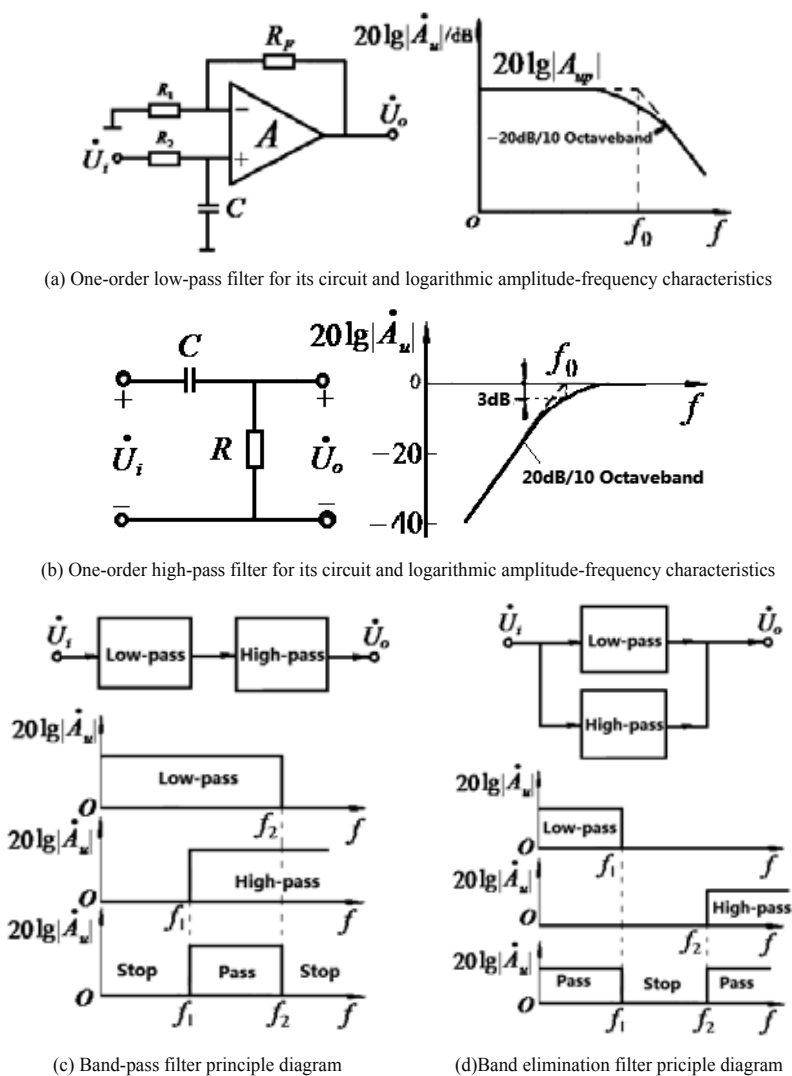 20lg|Ȧu|/dB
RF
R1
20lg|Aup|
U̇o
−
A
−20dB/10 Octaveband
R2
U̇i
+
C
o
f0
f
(a) One-order low-pass filter for its circuit and logarithmic amplitude-frequency characteristics
C
20lg|Ȧu|
f0
0
+
+
3dB
f
U̇i
R
U̇o
−20
20dB/10 Octaveband
−
−
−40
(b) One-order high-pass filter for its circuit and logarithmic amplitude-frequency characteristics
U̇i
Low-pass
High-pass
U̇o
20lg|Ȧu|
Low-pass
O
f2
f
20lg|Ȧu|
High-pass
O
f1
f
20lg|Ȧu|
Stop
Pass
Stop
O
f1
f2
f
U̇i
Low-pass
U̇o
High-pass
20lg|Ȧu|
Low-pass
O
f1
f
20lg|Ȧu|
High-pass
O
f2
f
20lg|Ȧu|
Pass
Stop
Pass
O
f1
f2
f
(c) Band-pass filter principle diagram
(d)Band elimination filter priciple diagram